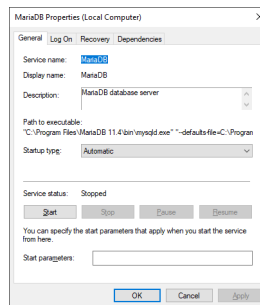 MariaDB Properties (Local Computer)
General Log On Recovery Dependencies
Service name: MariaDB
Display name: MariaDB
Description: MariaDB database server
Path to executable:
"C:\Program Files\MariaDB 11.4\bin\mysqld.exe" "--defaults-file=C:\Program
Startup type: Automatic
Service status: Stopped
Start Stop Pause Resume
You can specify the start parameters that apply when you start the service
from here.
Start parameters:
OK Cancel Apply